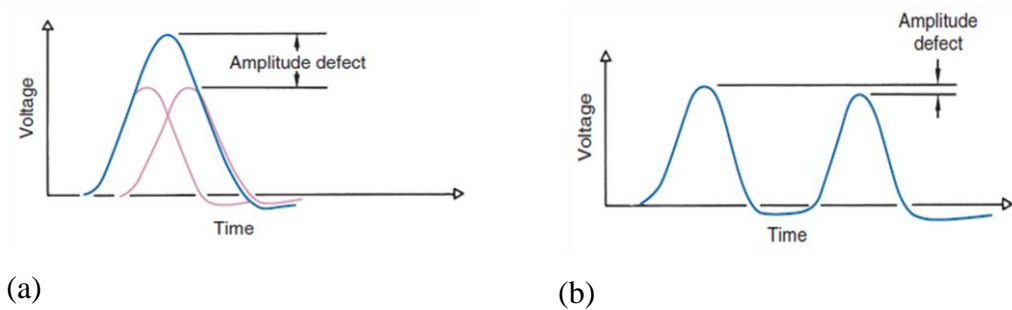 Voltage
Amplitude defect
Time
(a)
Voltage
Amplitude
defect
Time
(b)